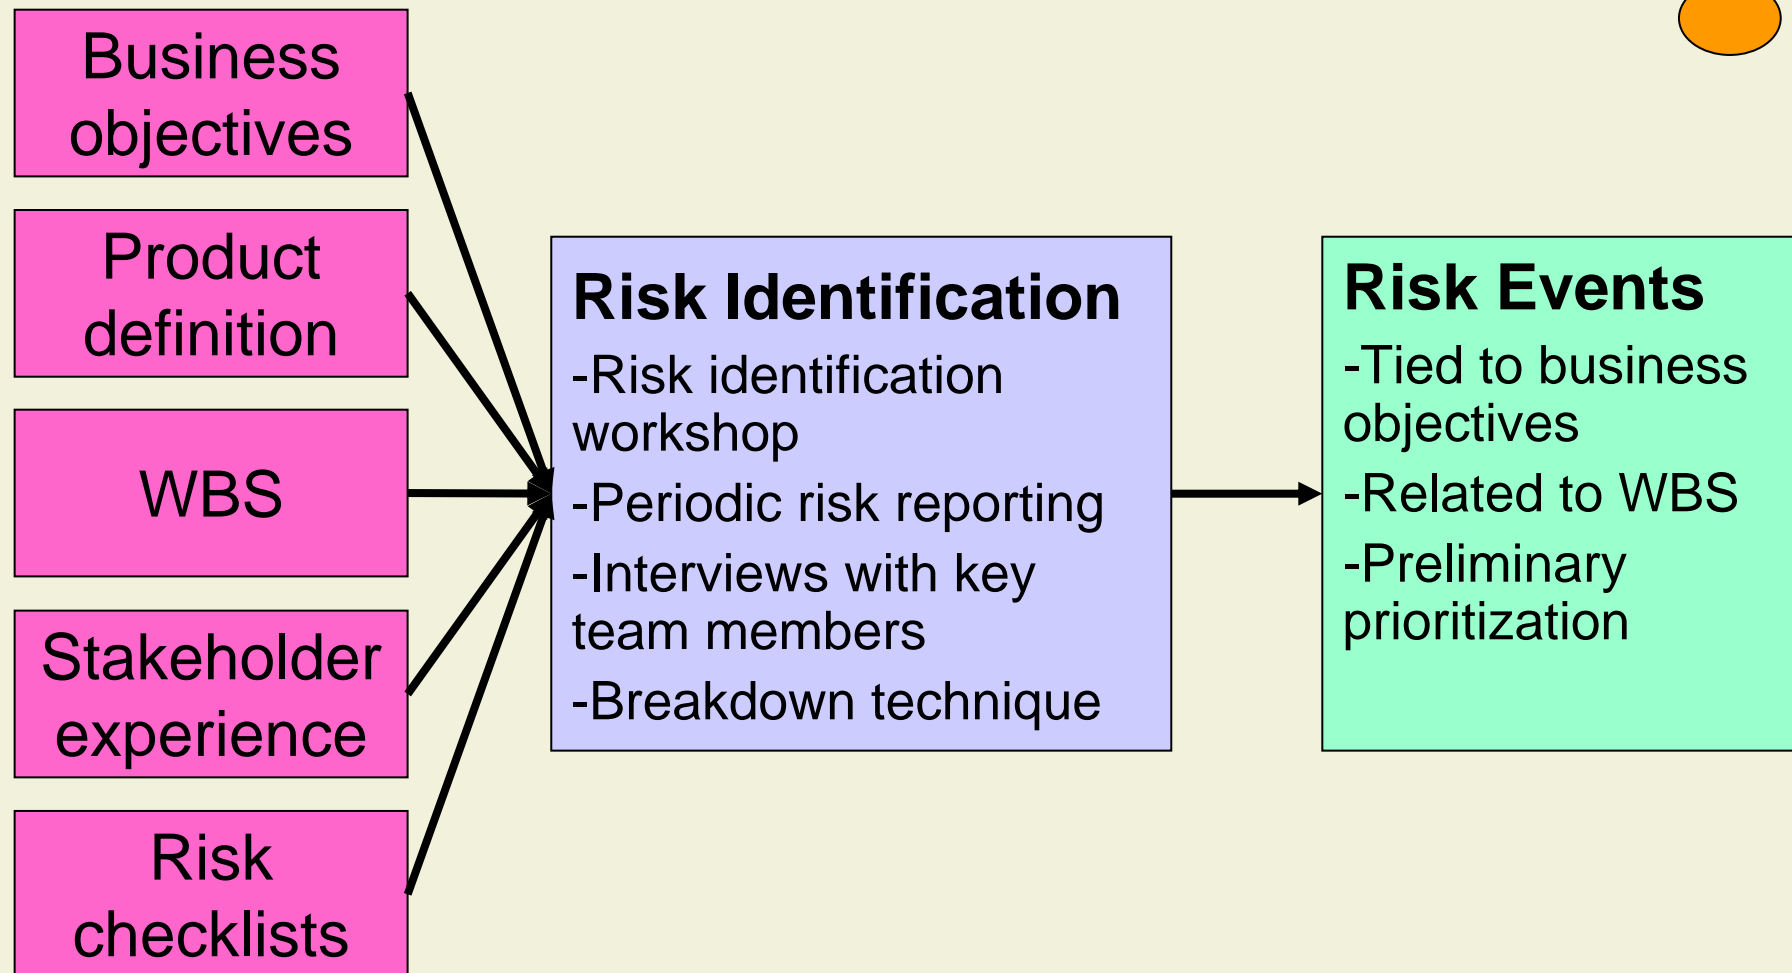 Business
objectives
Product
definition
WBS
Stakeholder
experience
Risk
checklists
Risk Identification
-Risk identification
workshop
-Periodic risk reporting
-Interviews with key
team members
-Breakdown technique
Risk Events
-Tied to business
objectives
-Related to WBS
-Preliminary
prioritization